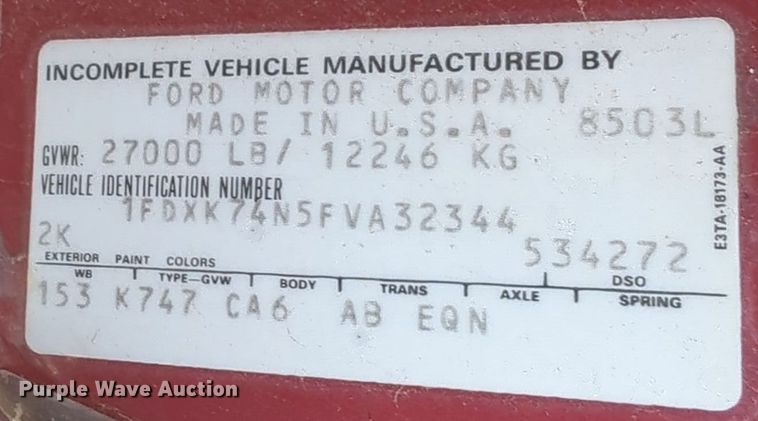 INCOMPLETE VEHICLE MANUFACTURED BY
FORD MOTOR COMPANY
MADE IN U.S.A. 8503L
GVWR: 27000 LB/ 12246 KG
VEHICLE IDENTIFICATION NUMBER
1FDXK74N5FVA32344
2K 534272
EXTERIOR PAINT COLORS DSO
WB TYPE—GVW BODY TRANS AXLE SPRING
153 K747 CA6 AB EQN
E3TA-18173-AA
Purple Wave Auction